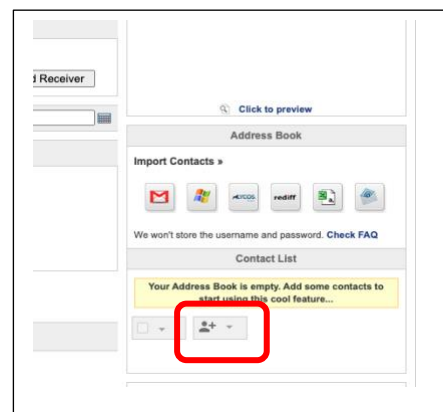 d Receiver
Click to preview
Address Book
Import Contacts »
LYCOS rediff
We won't store the username and password. Check FAQ
Contact List
Your Address Book is empty. Add some contacts to
start using this cool feature...